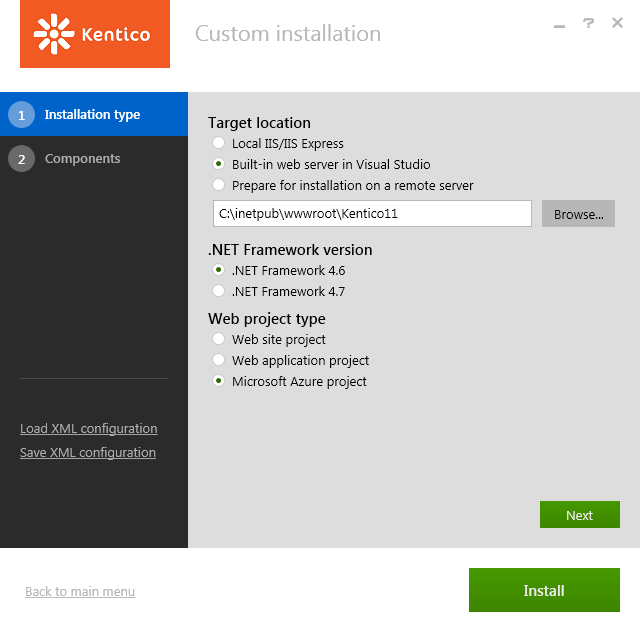 Kentico
Custom installation
?
1 Installation type
2 Components
Load XML configuration
Save XML configuration
Target location
Local IIS/IIS Express
Built-in web server in Visual Studio
Prepare for installation on a remote server
C:\inetpub\wwwroot\Kentico11 Browse...
.NET Framework version
.NET Framework 4.6
.NET Framework 4.7
Web project type
Web site project
Web application project
Microsoft Azure project
Next
Back to main menu
Install